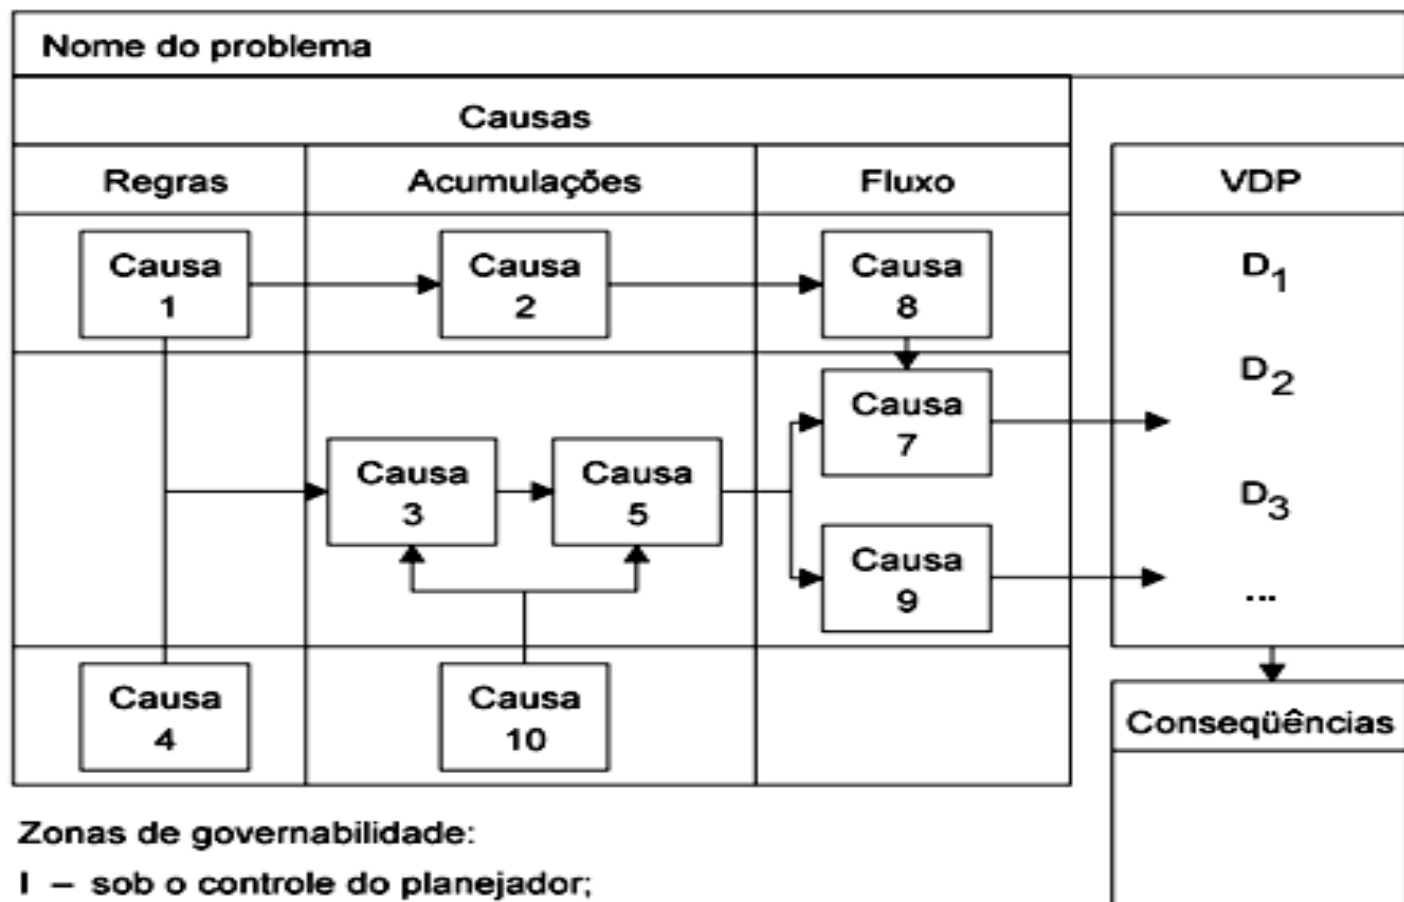 Nome do problema
Causas
Regras
Acumulações
Fluxo
VDP
Causa
1
Causa
2
Causa
8
D1
D2
Causa
7
Causa
3
Causa
5
D3
Causa
9
...
Causa
4
Causa
10
Conseqüências
Zonas de governabilidade:
I – sob o controle do planejador;